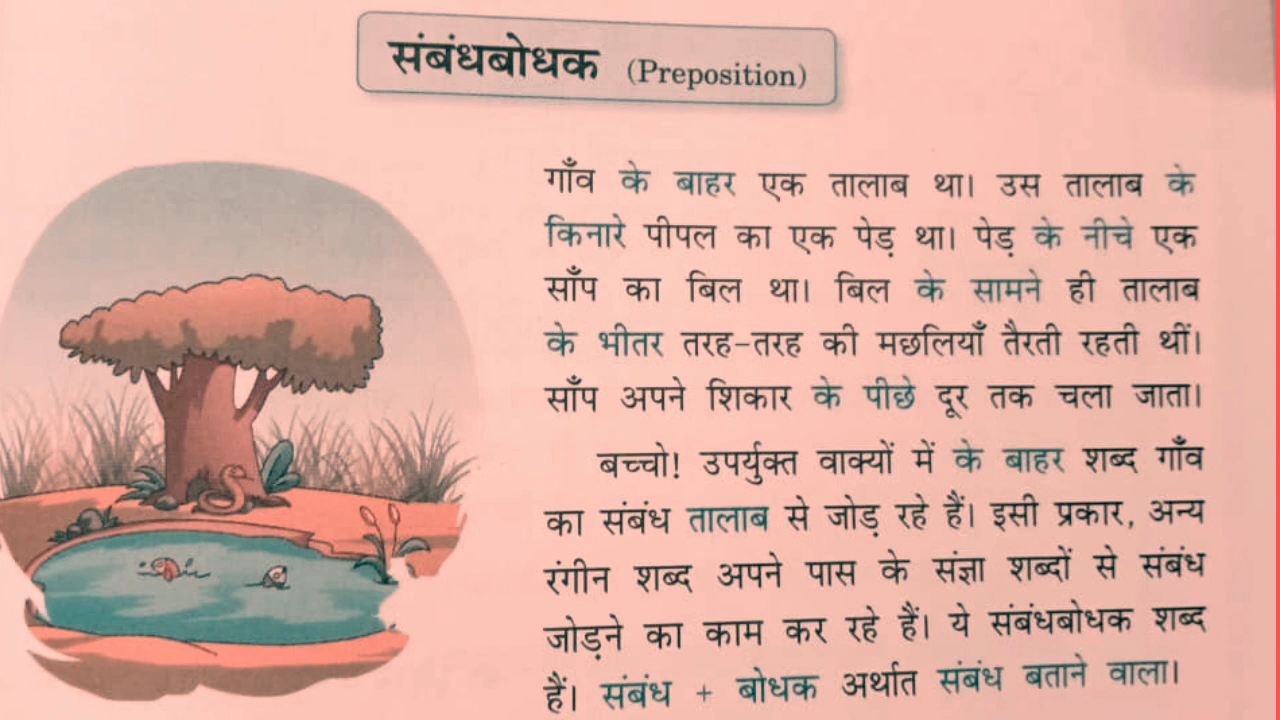 संबंधबोधक (Preposition)
गाँव के बाहर एक तालाब था। उस तालाब के
किनारे पीपल का एक पेड़ था। पेड़ के नीचे एक
साँप का बिल था। बिल के सामने ही तालाब
के भीतर तरह-तरह की मछलियाँ तैरती रहती थीं।
साँप अपने शिकार के पीछे दूर तक चला जाता।
बच्चो! उपर्युक्त वाक्यों में के बाहर शब्द गाँव
का संबंध तालाब से जोड़ रहे हैं। इसी प्रकार, अन्य
रंगीन शब्द अपने पास के संज्ञा शब्दों से संबंध
जोड़ने का काम कर रहे हैं। ये संबंधबोधक शब्द
हैं। संबंध + बोधक अर्थात संबंध बताने वाला।